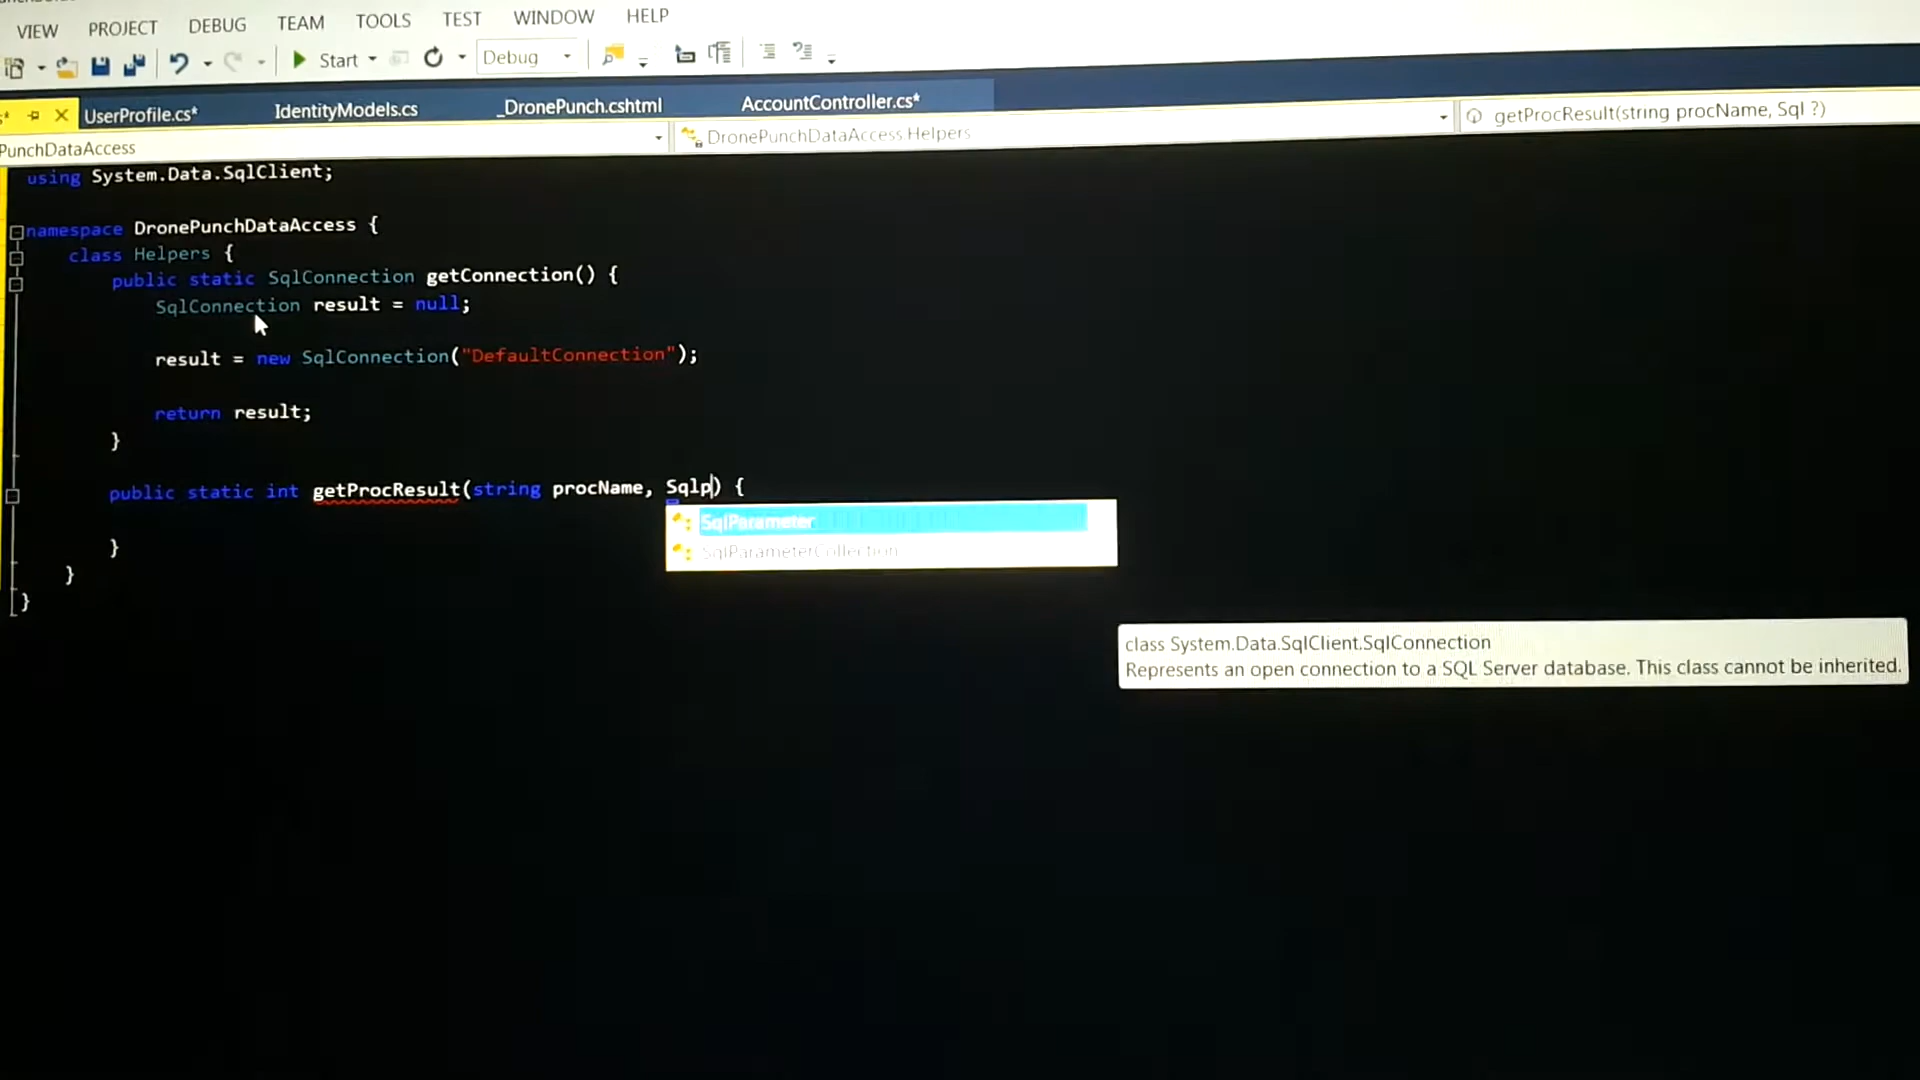 VIEW PROJECT DEBUG TEAM TOOLS TEST WINDOW HELP
Start Debug
UserProfile.cs* IdentityModels.cs _DronePunch.cshtml AccountController.cs*
PunchDataAccess DronePunchDataAccess.Helpers getProcResult(string procName, Sql ?)
using System.Data.SqlClient;
namespace DronePunchDataAccess {
class Helpers {
public static SqlConnection getConnection() {
SqlConnection result = null;
result = new SqlConnection("DefaultConnection");
return result;
}
public static int getProcResult(string procName, Sqlp) {
SqlParameter
SqlParameterCollection
}
}
}
class System.Data.SqlClient.SqlConnection
Represents an open connection to a SQL Server database. This class cannot be inherited.